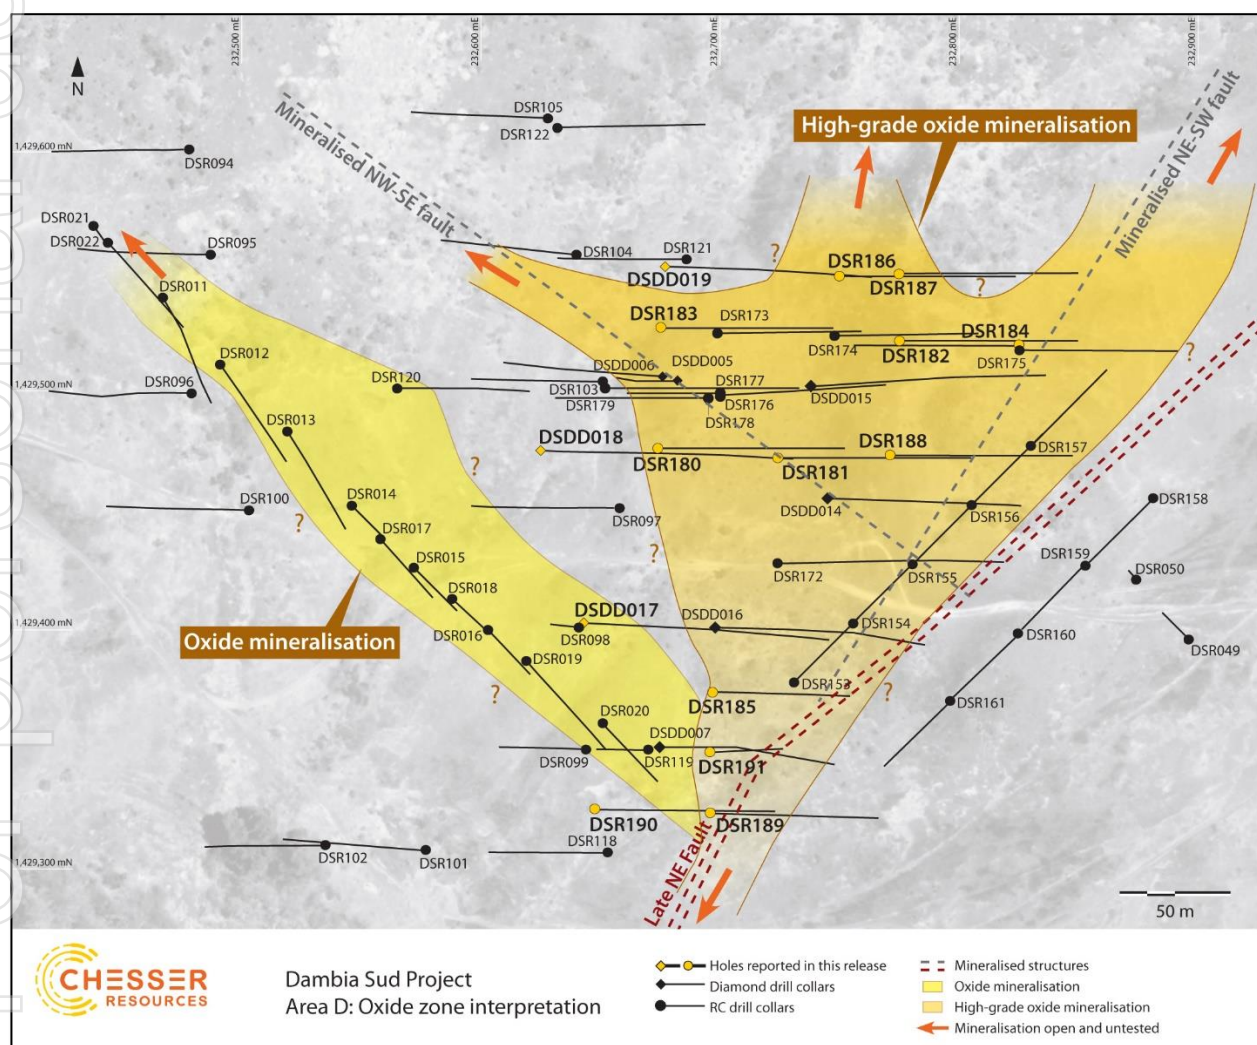 232,500 mE
232,600 mE
232,700 mE
232,800 mE
232,900 mE
N
1,429,600 mN
1,429,500 mN
1,429,400 mN
1,429,300 mN
DSR105
DSR122
DSR094
Mineralised NW-SE fault
High-grade oxide mineralisation
Mineralised NE-SW fault
DSR021
DSR022
DSR095
DSR011
DSR104
DSR121
DSDD019
?
DSR186
DSR187
?
DSR183
DSR173
DSR174
DSR184
DSR182
DSR175
?
DSR012
DSR096
DSR120
DSDD006
DSDD005
DSR103
DSR179
DSR177
DSR176
DSR178
DSDD015
DSR013
DSDD018
DSR180
DSR181
DSR188
DSR157
?
DSR100
DSR014
?
DSR017
DSR097
DSDD014
DSR156
DSR158
?
DSR015
DSR172
DSR155
DSR159
DSR050
DSR018
DSDD017
DSR098
DSDD016
DSR154
DSR160
DSR049
Oxide mineralisation
DSR016
DSR019
?
DSR153
?
DSR185
DSR161
DSR020
DSDD007
DSR099
DSR119
DSR191
DSR190
DSR189
DSR118
DSR102
DSR101
Late NE Fault
50 m
CHESSER
RESOURCES
Dambia Sud Project
Area D: Oxide zone interpretation
Holes reported in this release
Diamond drill collars
RC drill collars
Mineralised structures
Oxide mineralisation
High-grade oxide mineralisation
Mineralisation open and untested